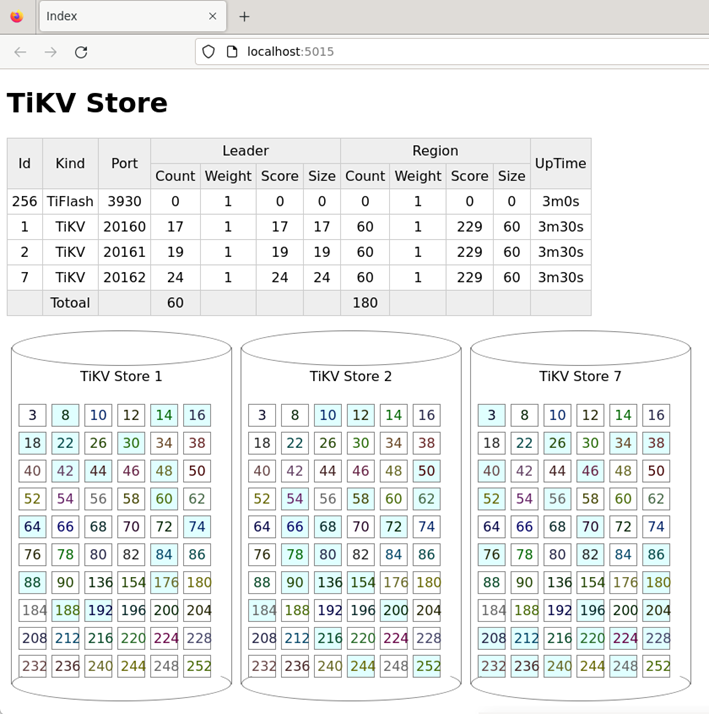 Index
localhost:5015
TiKV Store
Id Kind Port Leader Region UpTime
Count Weight Score Size Count Weight Score Size
256 TiFlash 3930 0 1 0 0 0 1 0 0 3m0s
1 TiKV 20160 17 1 17 17 60 1 229 60 3m30s
2 TiKV 20161 19 1 19 19 60 1 229 60 3m30s
7 TiKV 20162 24 1 24 24 60 1 229 60 3m30s
Totoal 60 180
TiKV Store 1
3 8 10 12 14 16
18 22 26 30 34 38
40 42 44 46 48 50
52 54 56 58 60 62
64 66 68 70 72 74
76 78 80 82 84 86
88 90 136 154 176 180
184 188 192 196 200 204
208 212 216 220 224 228
232 236 240 244 248 252
TiKV Store 2
3 8 10 12 14 16
18 22 26 30 34 38
40 42 44 46 48 50
52 54 56 58 60 62
64 66 68 70 72 74
76 78 80 82 84 86
88 90 136 154 176 180
184 188 192 196 200 204
208 212 216 220 224 228
232 236 240 244 248 252
TiKV Store 7
3 8 10 12 14 16
18 22 26 30 34 38
40 42 44 46 48 50
52 54 56 58 60 62
64 66 68 70 72 74
76 78 80 82 84 86
88 90 136 154 176 180
184 188 192 196 200 204
208 212 216 220 224 228
232 236 240 244 248 252